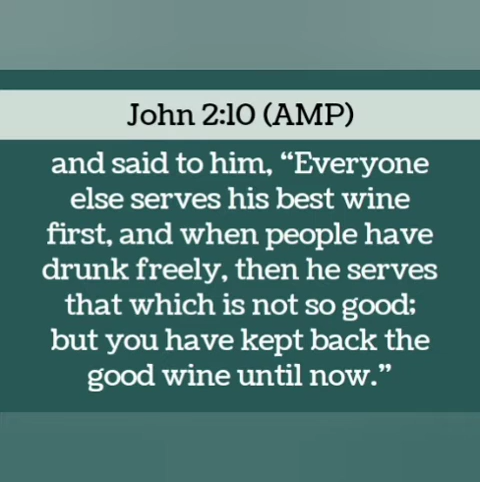 John 2:10 (AMP)
and said to him, “Everyone
else serves his best wine
first, and when people have
drunk freely, then he serves
that which is not so good;
but you have kept back the
good wine until now.”